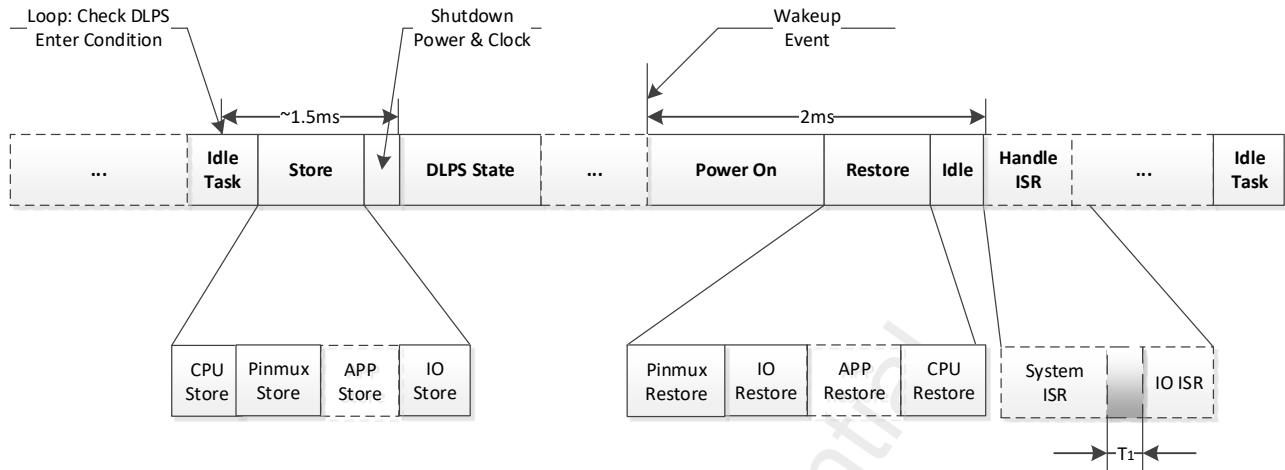 Loop: Check DLPS
Enter Condition
Shutdown
Power & Clock
Wakeup
Event
~1.5ms
2ms
...
Idle
Task
Store
DLPS State
...
Power On
Restore
Idle
Handle
ISR
...
Idle
Task
CPU
Store
Pinmux
Store
APP
Store
IO
Store
Pinmux
Restore
IO
Restore
APP
Restore
CPU
Restore
System
ISR
IO ISR
T1